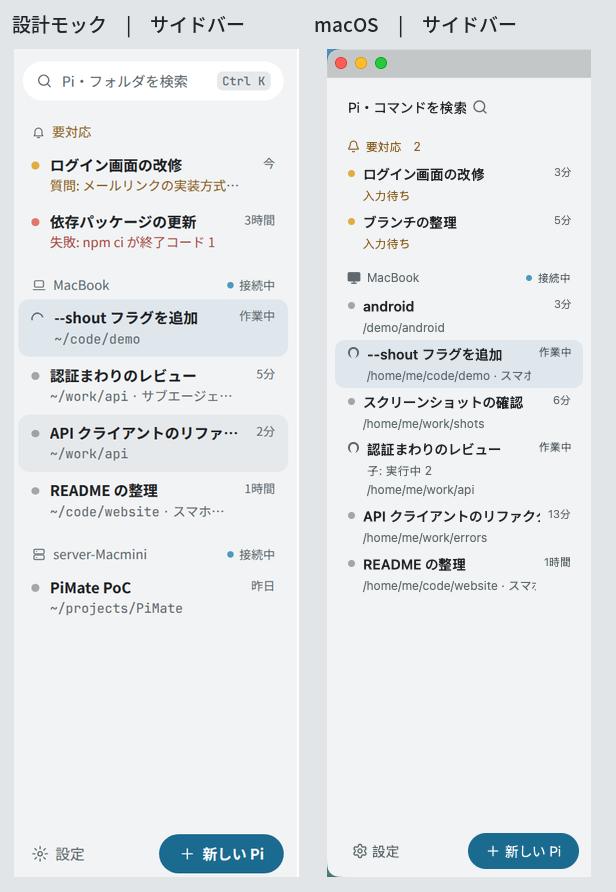 設計モック | サイドバー
Pi・フォルダを検索 Ctrl K
要対応
ログイン画面の改修 今
質問: メールリンクの実装方式…
依存パッケージの更新 3時間
失敗: npm ci が終了コード 1
MacBook 接続中
--shout フラグを追加 作業中
~/code/demo
認証まわりのレビュー 5分
~/work/api · サブエージェ…
API クライアントのリファ… 2分
~/work/api
README の整理 1時間
~/code/website · スマホ…
server-Macmini 接続中
PiMate PoC 昨日
~/projects/PiMate
設定 + 新しい Pi
macOS | サイドバー
Pi・コマンドを検索
要対応 2
ログイン画面の改修 3分
入力待ち
ブランチの整理 5分
入力待ち
MacBook 接続中
android 3分
/demo/android
--shout フラグを追加 作業中
/home/me/code/demo · スマホ
スクリーンショットの確認 6分
/home/me/work/shots
認証まわりのレビュー 作業中
子: 実行中 2
/home/me/work/api
API クライアントのリファク 13分
/home/me/work/errors
README の整理 1時間
/home/me/code/website · スマ
設定 + 新しい Pi